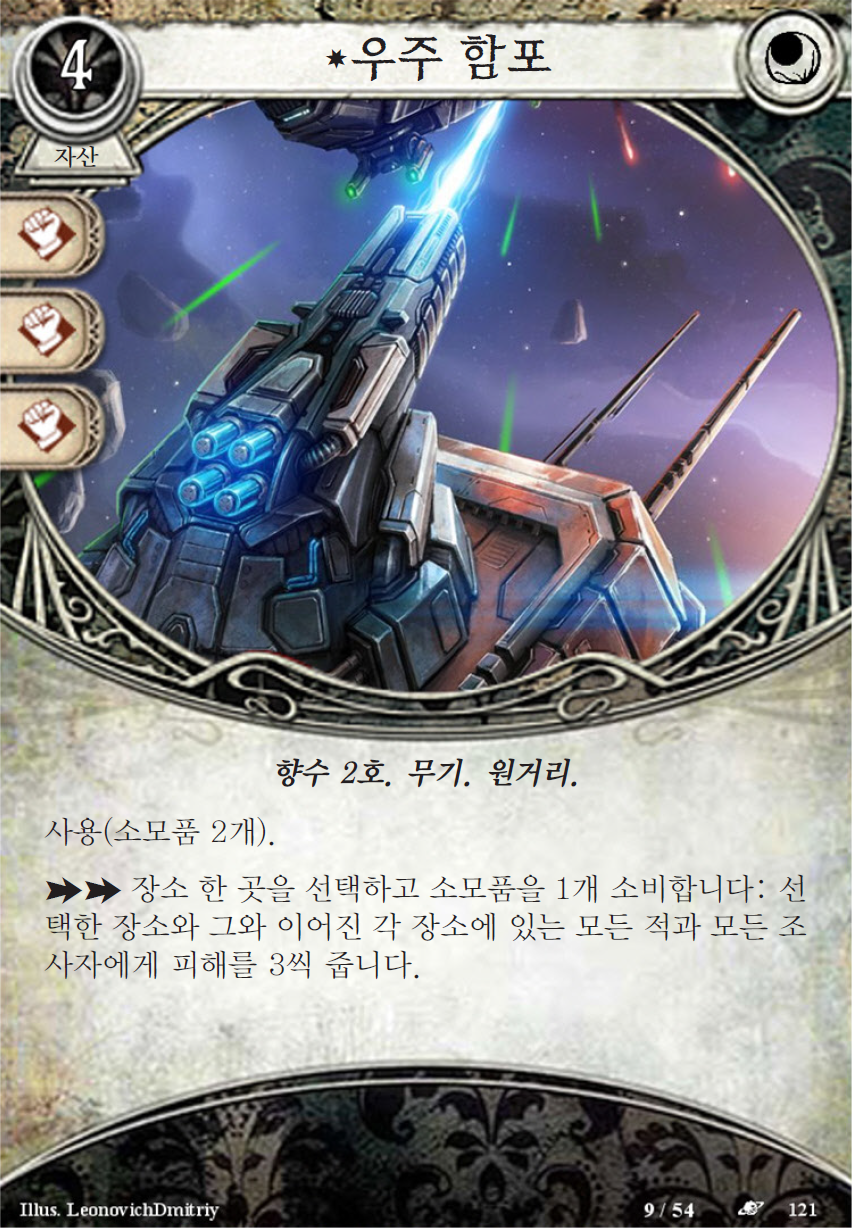 4
✷우주 함포
자산
향수 2호. 무기. 원거리.
사용(소모품 2개).
장소 한 곳을 선택하고 소모품을 1개 소비합니다: 선
택한 장소와 그와 이어진 각 장소에 있는 모든 적과 모든 조
사자에게 피해를 3씩 줍니다.
Illus. LeonovichDmitriy
9 / 54
121